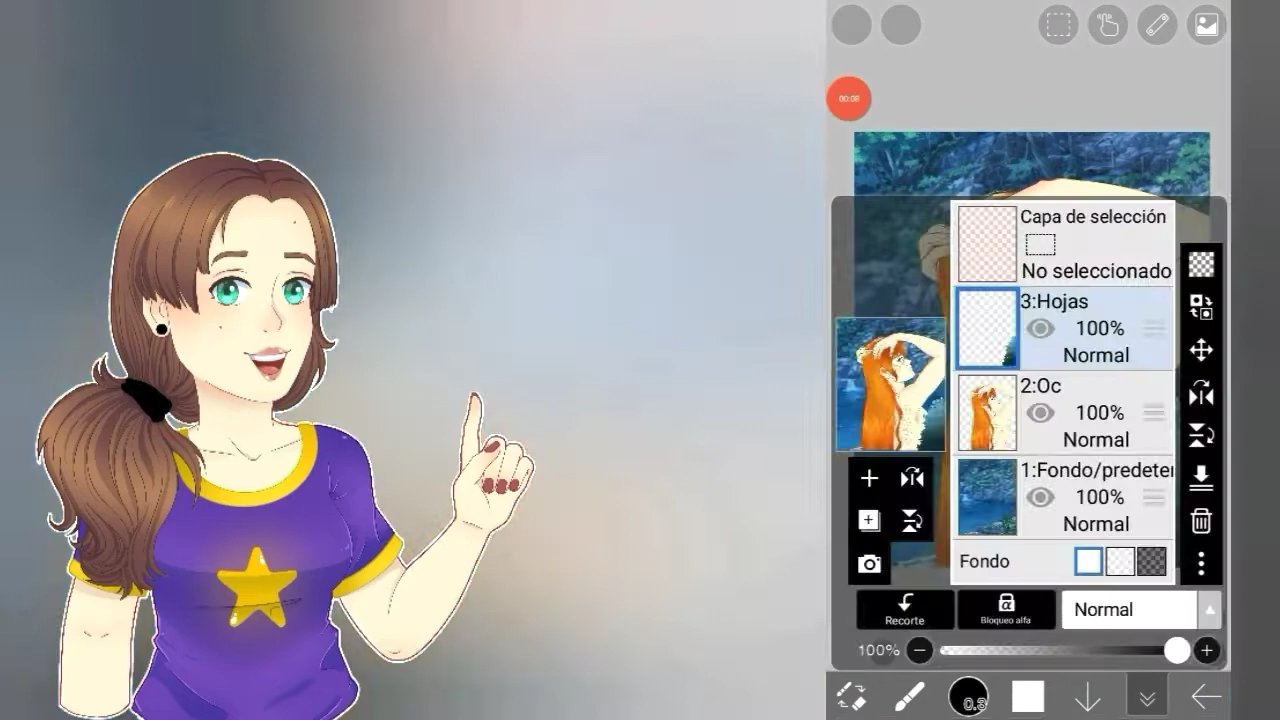 00:08
Capa de selección
No seleccionado
3:Hojas
100%
Normal
2:Oc
100%
Normal
1:Fondo/predeter
100%
Normal
Fondo
Recorte
α
Bloqueo alfa
Normal
100%
0.3